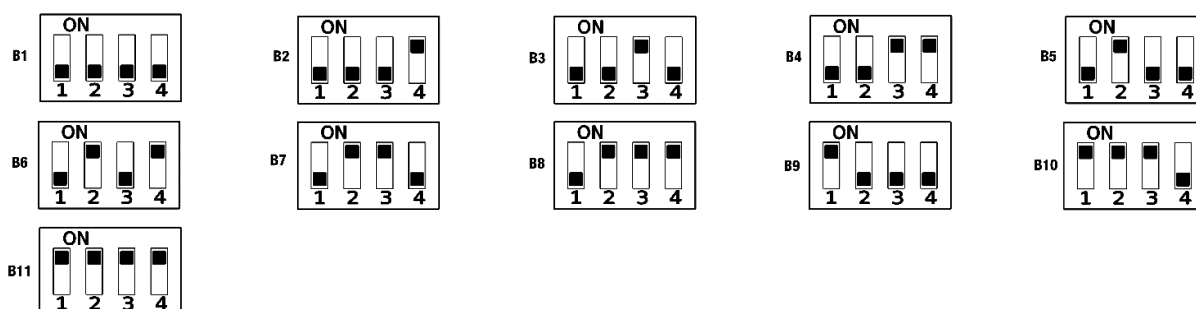 ON ON ON ON ON
B1 B2 B3 B4 B5
1 2 3 4 1 2 3 4 1 2 3 4 1 2 3 4 1 2 3 4
ON ON ON ON ON
B6 B7 B8 B9 B10
1 2 3 4 1 2 3 4 1 2 3 4 1 2 3 4 1 2 3 4
ON
B11
1 2 3 4